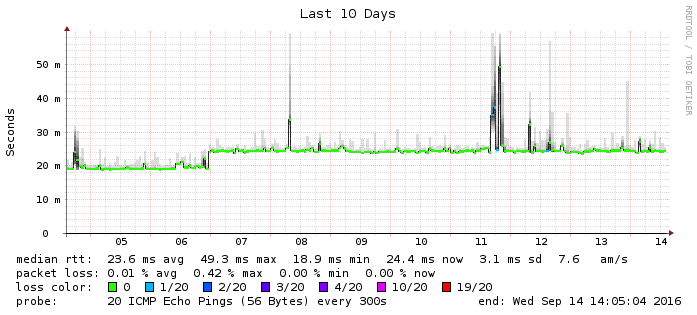 Last 10 Days
RRDTOOL / TOBI OETIKER
Seconds
50 m
40 m
30 m
20 m
10 m
0
05 06 07 08 09 10 11 12 13 14
median rtt: 23.6 ms avg 49.3 ms max 18.9 ms min 24.4 ms now 3.1 ms sd 7.6 am/s
packet loss: 0.01 % avg 0.42 % max 0.00 % min 0.00 % now
loss color: 0 1/20 2/20 3/20 4/20 10/20 19/20
probe: 20 ICMP Echo Pings (56 Bytes) every 300s end: Wed Sep 14 14:05:04 2016